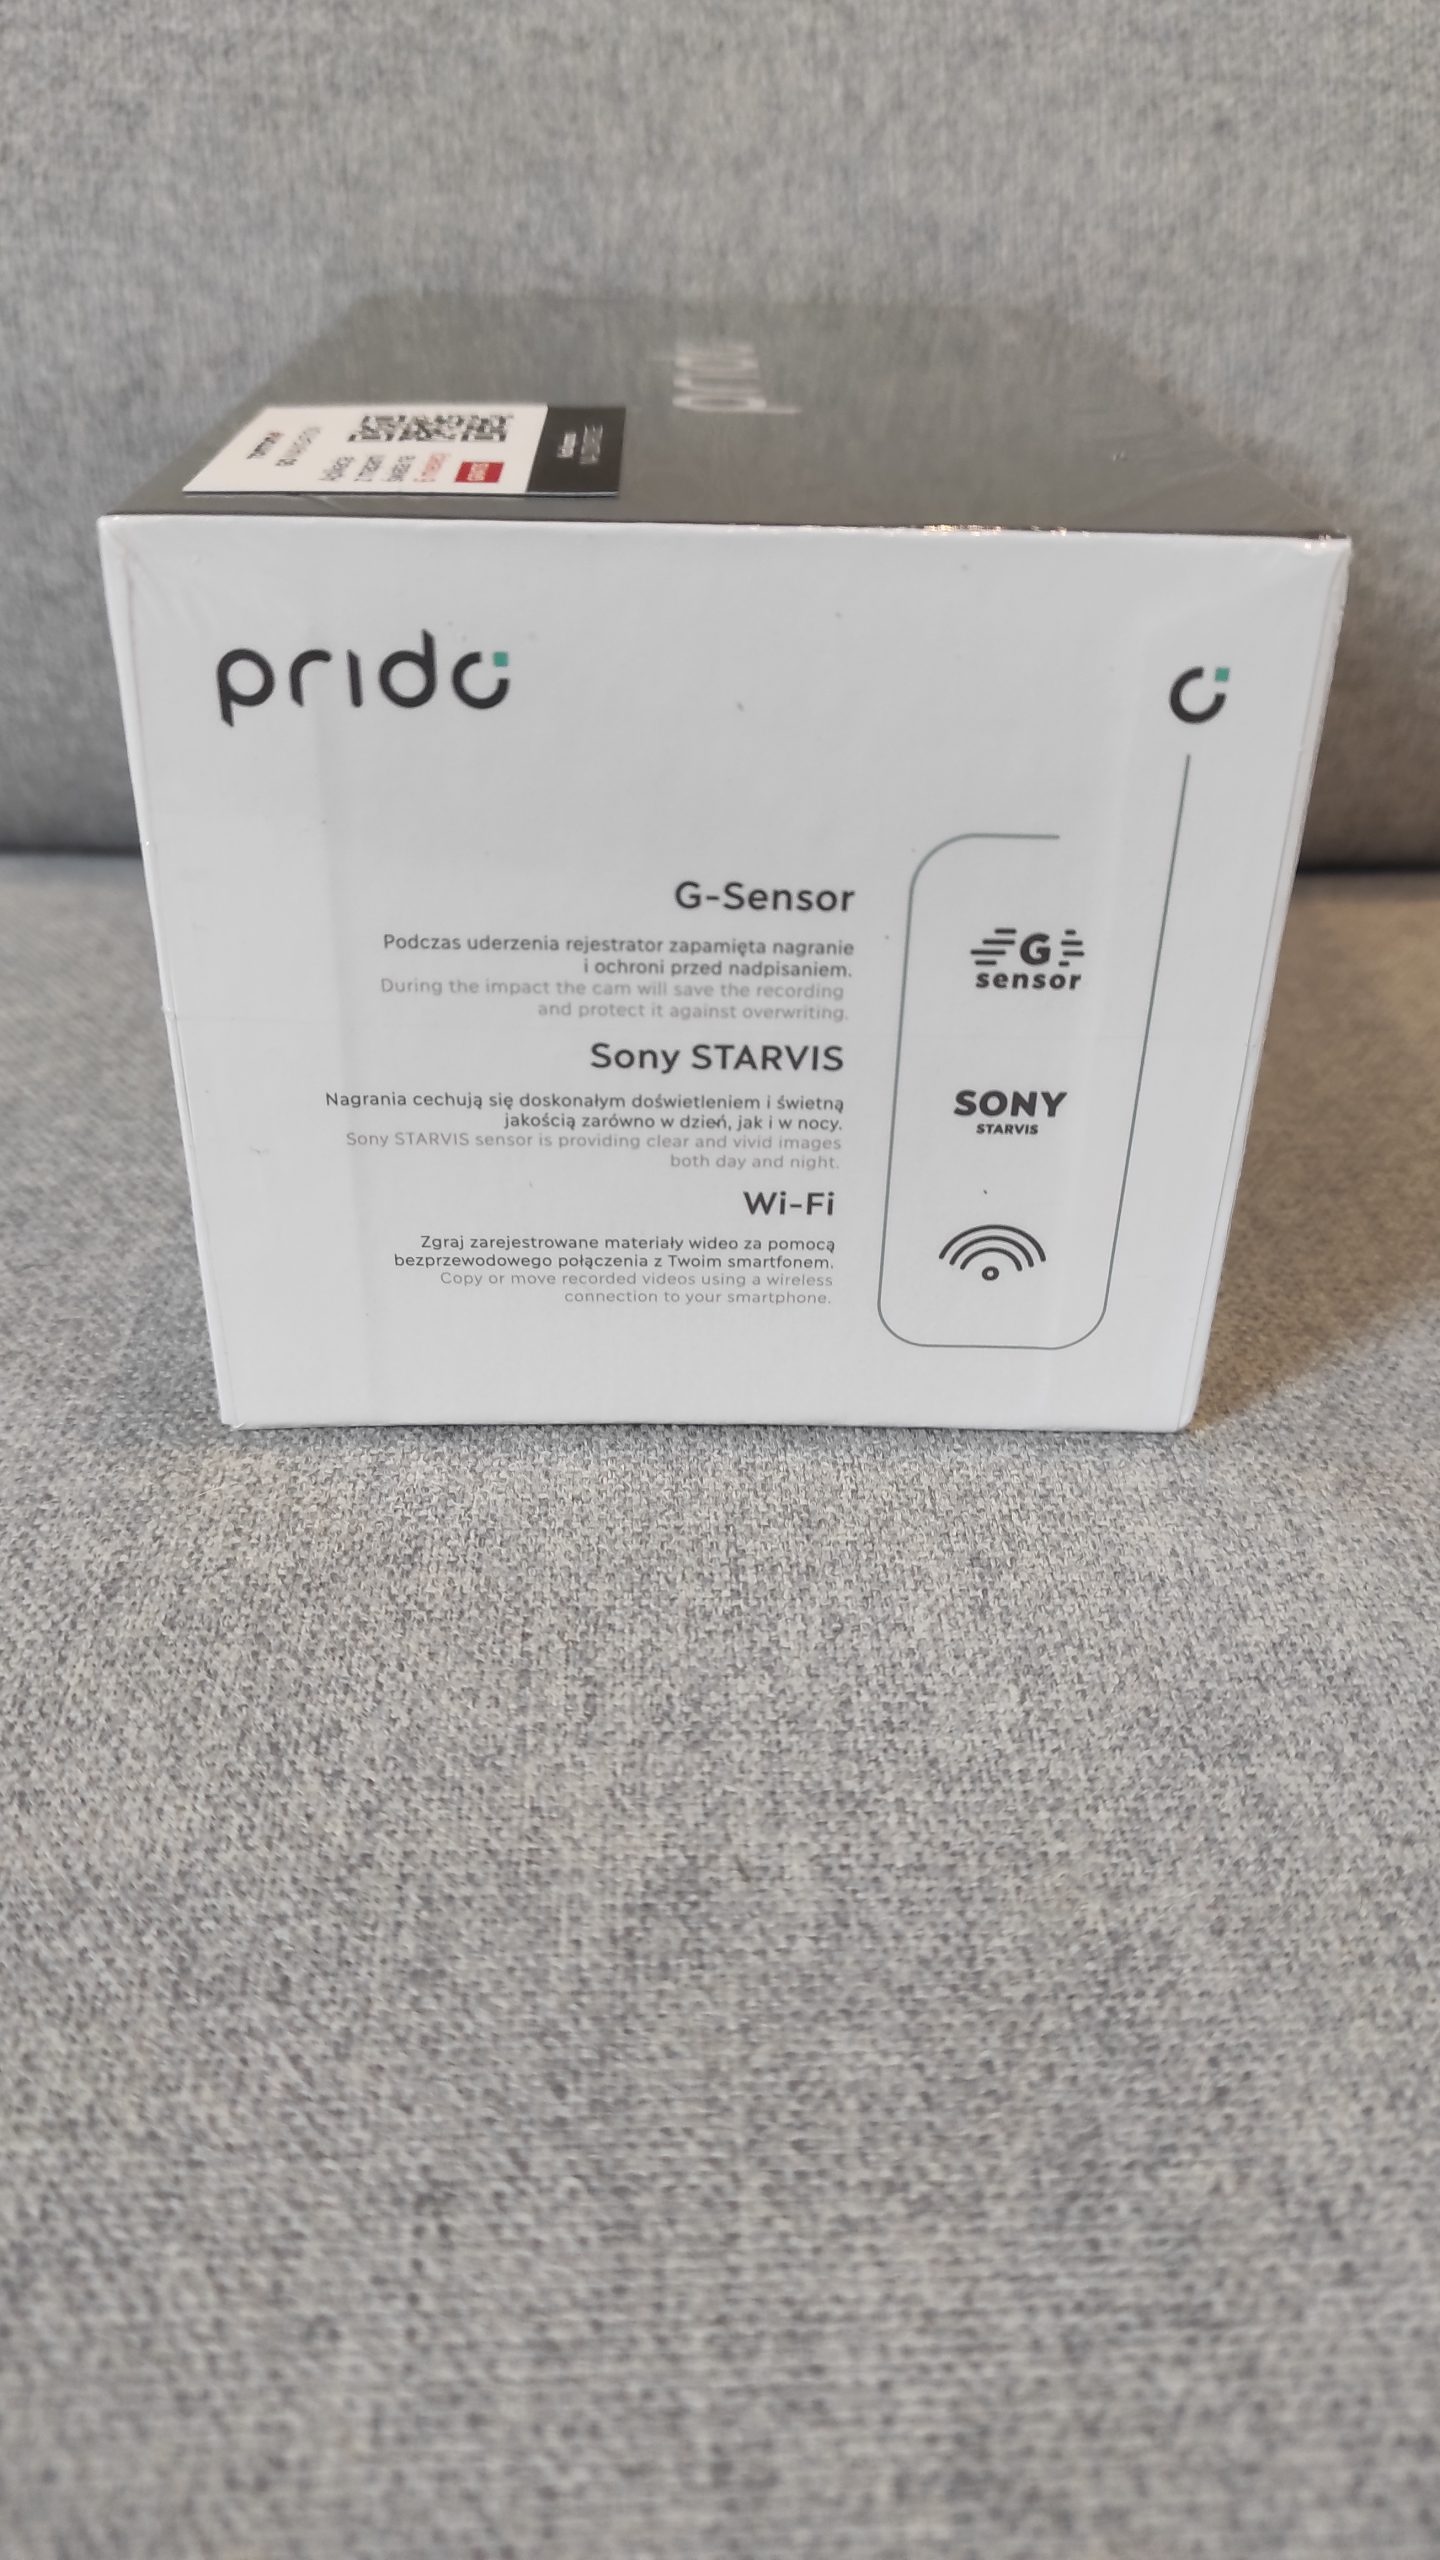 prido
GRATIS
prido
G-Sensor
Podczas uderzenia rejestrator zapamięta nagranie
i ochroni przed nadpisaniem.
During the impact the cam will save the recording
and protect it against overwriting.
G
sensor
Sony STARVIS
Nagrania cechują się doskonałym doświetleniem i świetną
jakością zarówno w dzień, jak i w nocy.
Sony STARVIS sensor is providing clear and vivid images
both day and night.
SONY
STARVIS
Wi-Fi
Zgraj zarejestrowane materiały wideo za pomocą
bezprzewodowego połączenia z Twoim smartfonem.
Copy or move recorded videos using a wireless
connection to your smartphone.